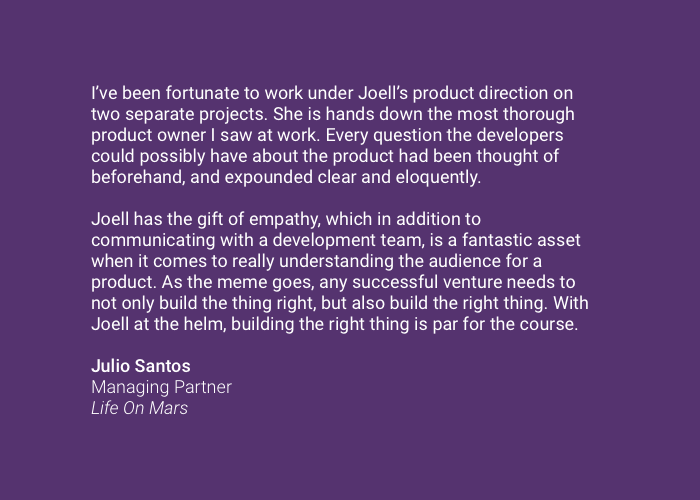 I’ve been fortunate to work under Joell’s product direction on
two separate projects. She is hands down the most thorough
product owner I saw at work. Every question the developers
could possibly have about the product had been thought of
beforehand, and expounded clear and eloquently.
Joell has the gift of empathy, which in addition to
communicating with a development team, is a fantastic asset
when it comes to really understanding the audience for a
product. As the meme goes, any successful venture needs to
not only build the thing right, but also build the right thing. With
Joell at the helm, building the right thing is par for the course.
Julio Santos
Managing Partner
Life On Mars